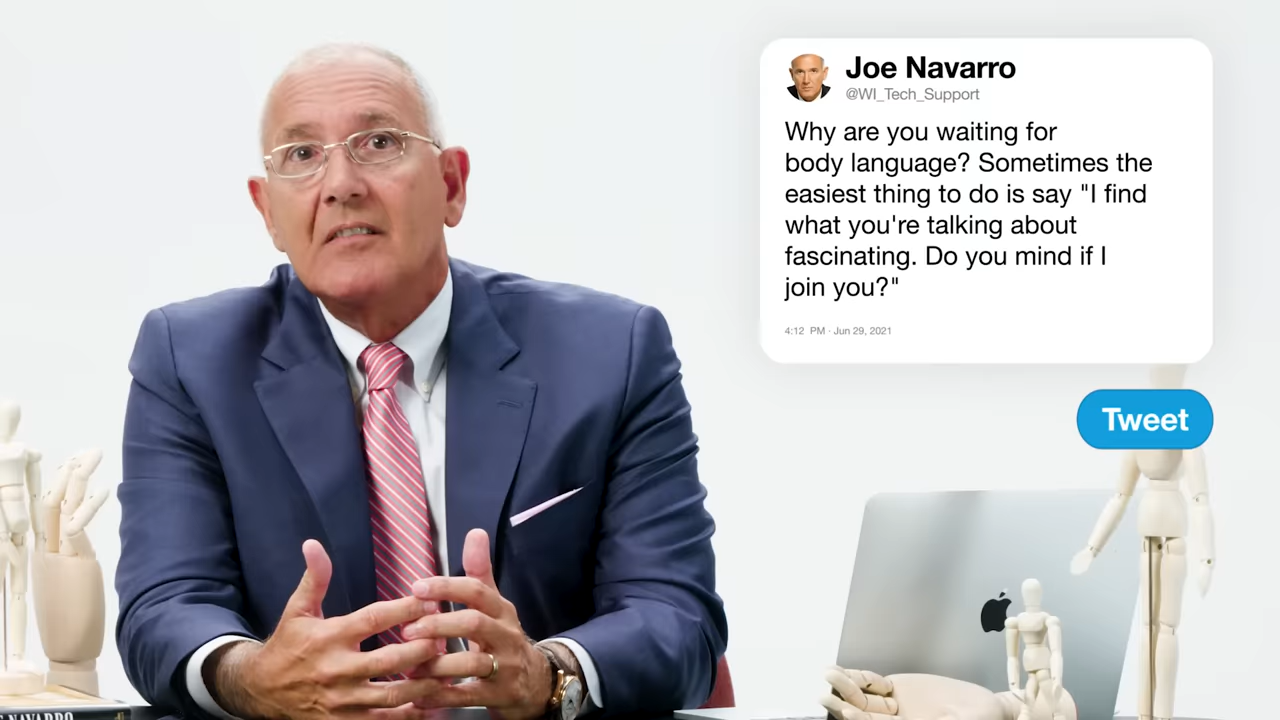 Joe Navarro
@WI_Tech_Support
Why are you waiting for
body language? Sometimes the
easiest thing to do is say "I find
what you're talking about
fascinating. Do you mind if I
join you?"
4:12 PM · Jun 29, 2021
Tweet
NAVARRO